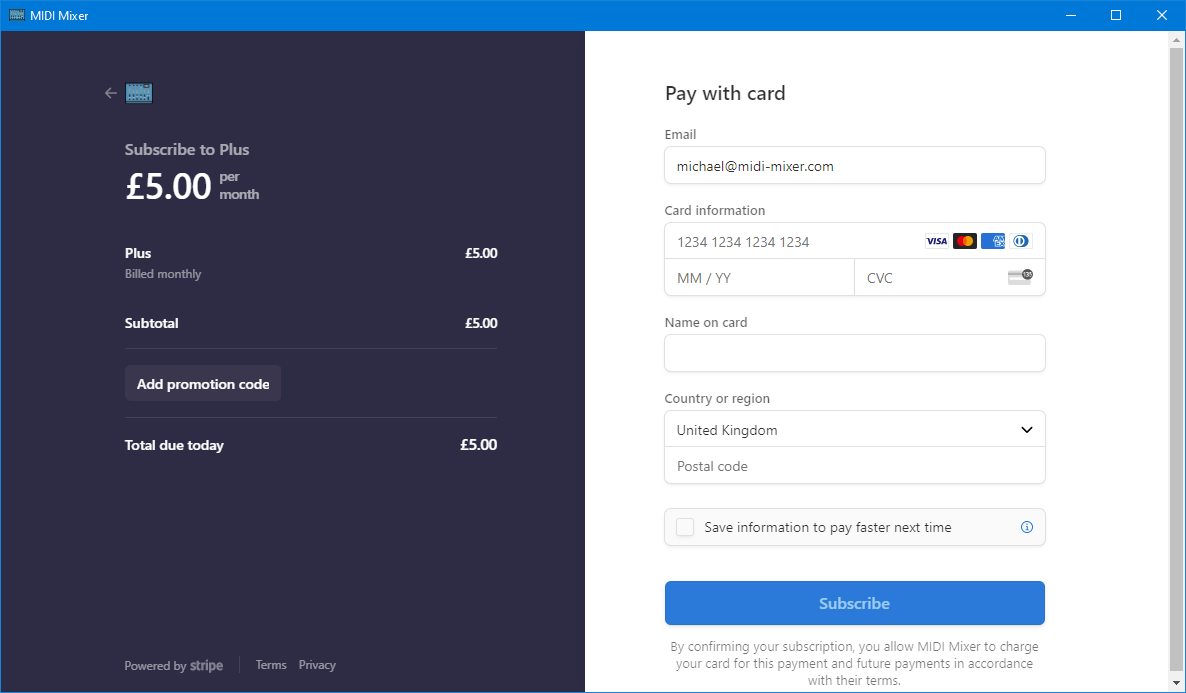 MIDI Mixer
Subscribe to Plus
£5.00 per
month
Plus £5.00
Billed monthly
Subtotal £5.00
Add promotion code
Total due today £5.00
Powered by stripe Terms Privacy
Pay with card
Email
michael@midi-mixer.com
Card information
1234 1234 1234 1234 VISA AM
EX
MM / YY CVC 135
Name on card
Country or region
United Kingdom
Postal code
Save information to pay faster next time
Subscribe
By confirming your subscription, you allow MIDI Mixer to charge
your card for this payment and future payments in accordance
with their terms.